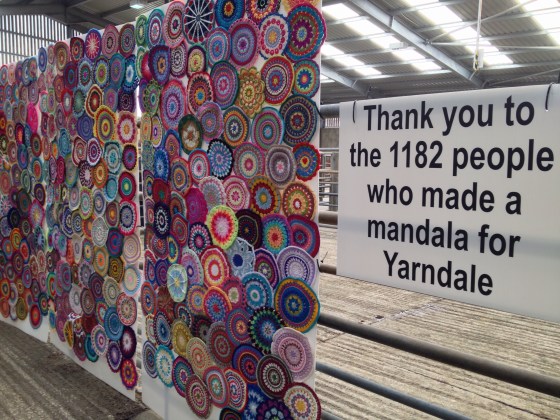 Thank you to
the 1182 people
who made a
mandala for
Yarndale